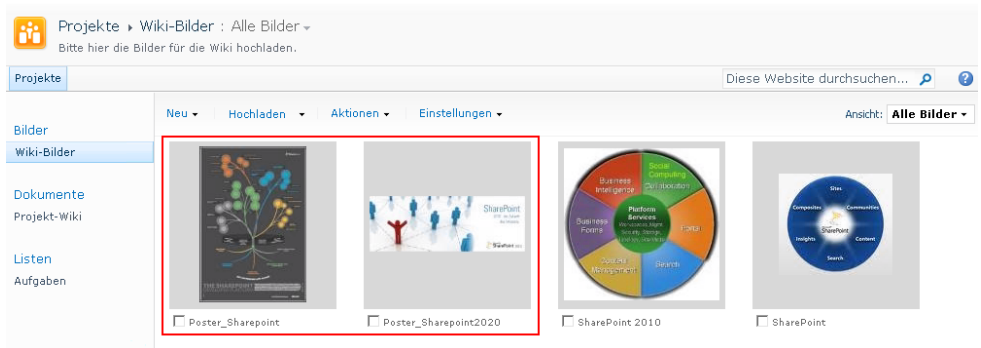 Projekte ▸ Wiki-Bilder : Alle Bilder
Bitte hier die Bilder für die Wiki hochladen.
Projekte
Diese Website durchsuchen...
Neu
Hochladen
Aktionen
Einstellungen
Ansicht: Alle Bilder
Bilder
Wiki-Bilder
Dokumente
Projekt-Wiki
Listen
Aufgaben
THE SHAREPOINT
Poster_Sharepoint
SharePoint
SharePoint
Poster_Sharepoint2020
Social
Computing
Collaboration
Business
Intelligence
Platform
Services
Business
Forms
Portal
Management
Search
SharePoint 2010
Sites
Composites
Communities
SharePoint
Insights
Content
Search
SharePoint